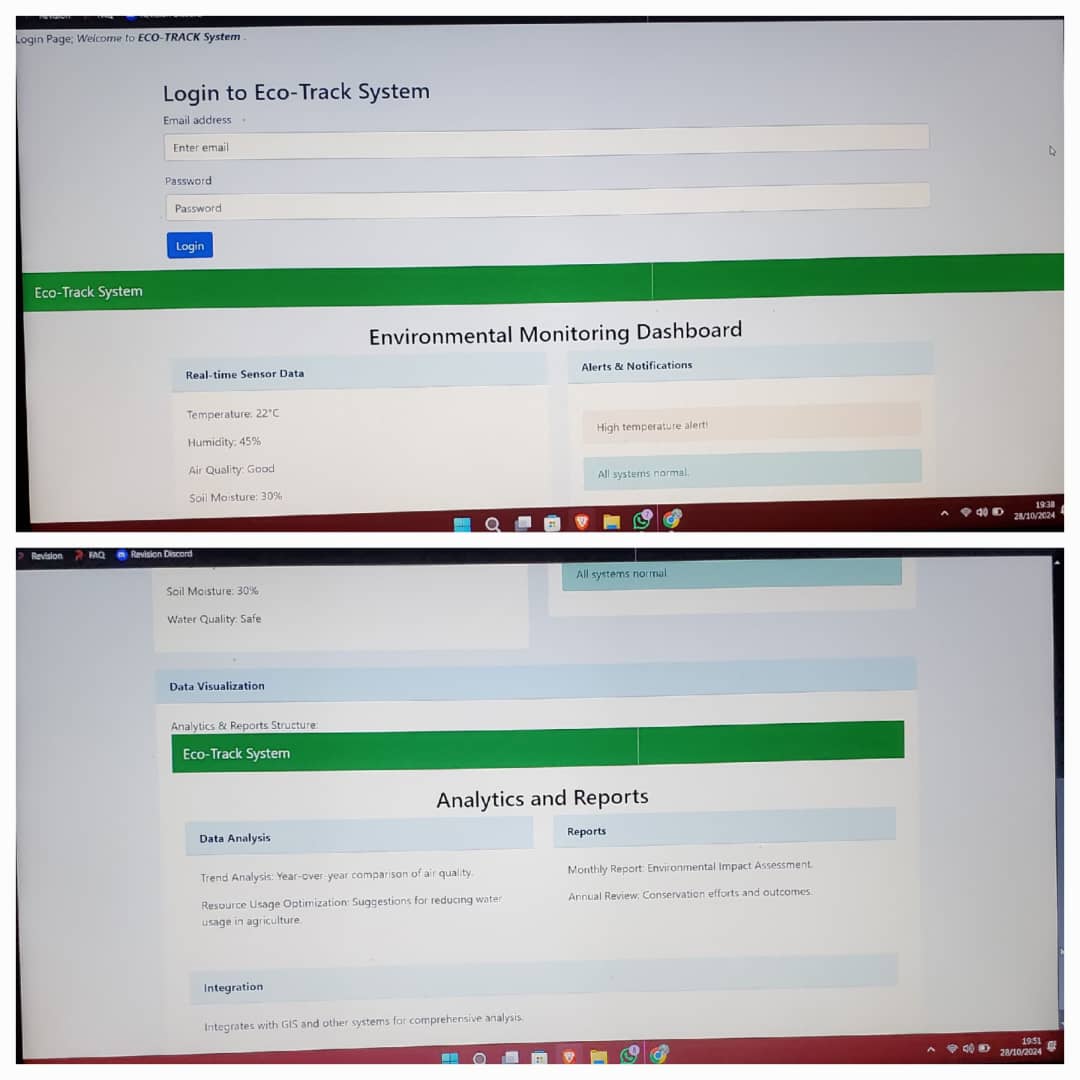 Login Page; Welcome to ECO-TRACK System .
Login to Eco-Track System
Email address
Enter email
Password
Password
Login
Eco-Track System
Environmental Monitoring Dashboard
Real-time Sensor Data
Alerts & Notifications
Temperature: 22°C
Humidity: 45%
Air Quality: Good
Soil Moisture: 30%
High temperature alert!
All systems normal.
19:38
28/10/2024
Revision FAQ Revision Discord
Soil Moisture: 30%
Water Quality: Safe
All systems normal.
Data Visualization
Analytics & Reports Structure:
Eco-Track System
Analytics and Reports
Data Analysis
Trend Analysis: Year-over-year comparison of air quality.
Resource Usage Optimization: Suggestions for reducing water
usage in agriculture.
Reports
Monthly Report: Environmental Impact Assessment.
Annual Review: Conservation efforts and outcomes.
Integration
Integrates with GIS and other systems for comprehensive analysis.
19:51
28/10/2024